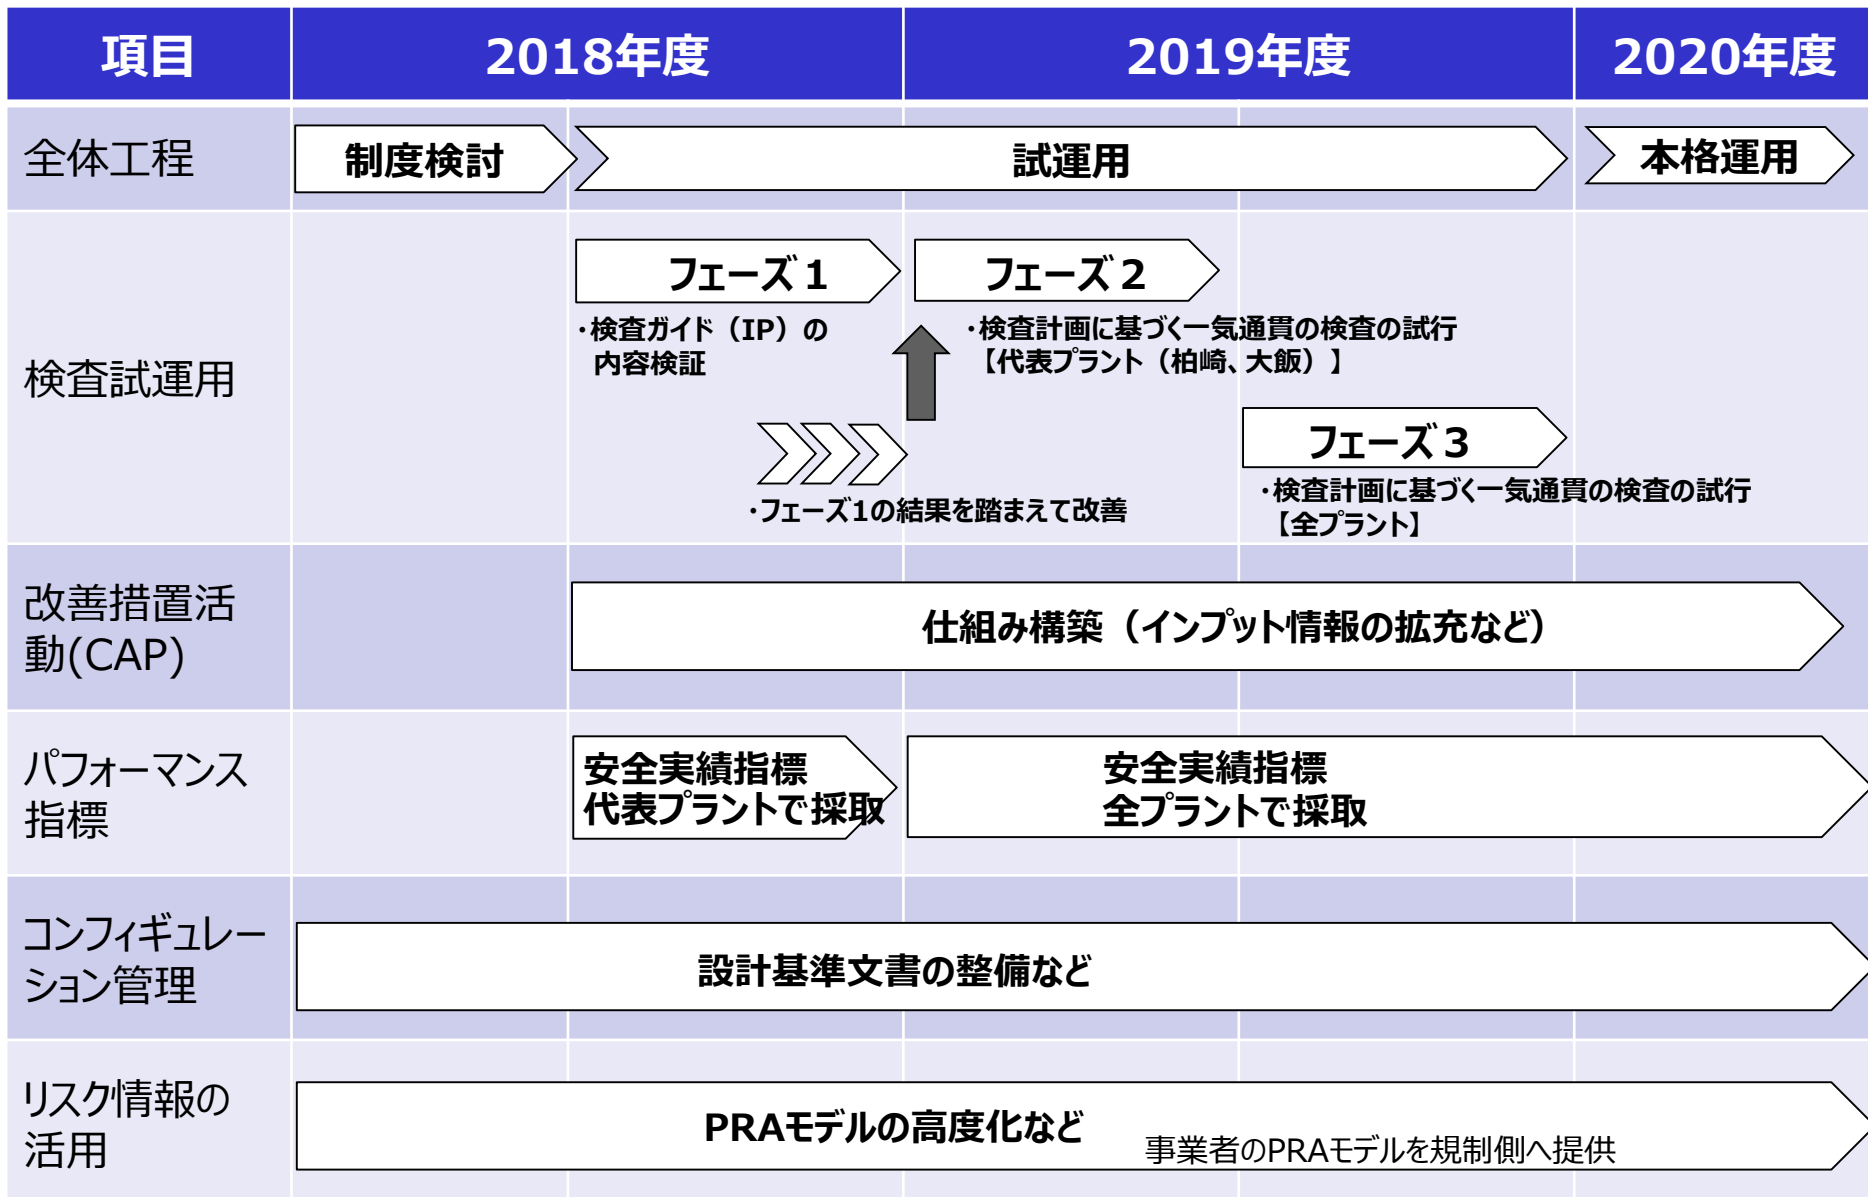 項目
2018年度
2019年度
2020年度
全体工程
制度検討
試運用
本格運用
検査試運用
フェーズ1
・検査ガイド（IP）の
内容検証
フェーズ2
・検査計画に基づく一気通貫の検査の試行
【代表プラント（柏崎、大飯）】
・フェーズ1の結果を踏まえて改善
フェーズ3
・検査計画に基づく一気通貫の検査の試行
【全プラント】
改善措置活
動(CAP)
仕組み構築（インプット情報の拡充など）
パフォーマンス
指標
安全実績指標
代表プラントで採取
安全実績指標
全プラントで採取
コンフィギュレー
ション管理
設計基準文書の整備など
リスク情報の
活用
PRAモデルの高度化など
事業者のPRAモデルを規制側へ提供